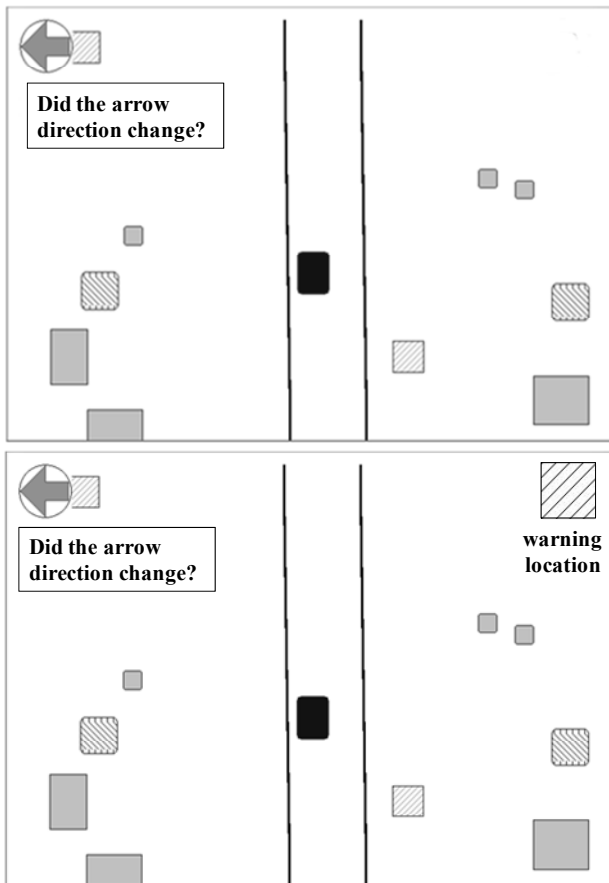 Did the arrow
direction change?
Did the arrow
direction change?
warning
location